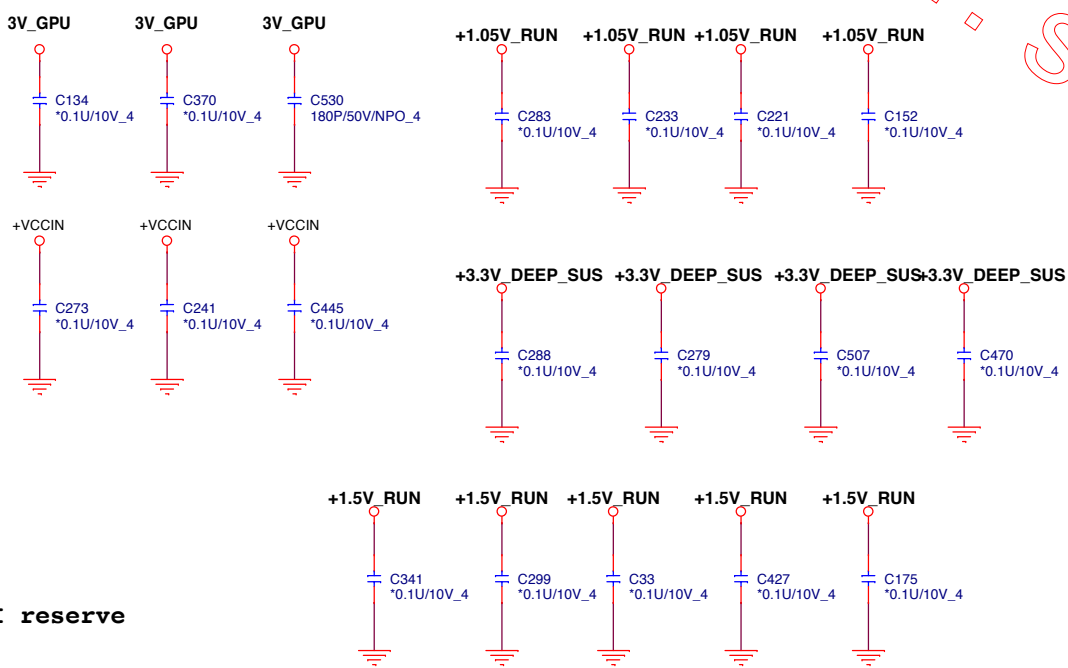 3V_GPU 3V_GPU 3V_GPU
C134 C370 C530
*0.1U/10V_4 *0.1U/10V_4 180P/50V/NPO_4
+1.05V_RUN +1.05V_RUN +1.05V_RUN +1.05V_RUN
C283 C233 C221 C152
*0.1U/10V_4 *0.1U/10V_4 *0.1U/10V_4 *0.1U/10V_4
+VCCIN +VCCIN +VCCIN
C273 C241 C445
*0.1U/10V_4 *0.1U/10V_4 *0.1U/10V_4
+3.3V_DEEP_SUS +3.3V_DEEP_SUS +3.3V_DEEP_SUS +3.3V_DEEP_SUS
C288 C279 C507 C470
*0.1U/10V_4 *0.1U/10V_4 *0.1U/10V_4 *0.1U/10V_4
+1.5V_RUN +1.5V_RUN +1.5V_RUN +1.5V_RUN +1.5V_RUN
C341 C299 C33 C427 C175
*0.1U/10V_4 *0.1U/10V_4 *0.1U/10V_4 *0.1U/10V_4 *0.1U/10V_4
reserve